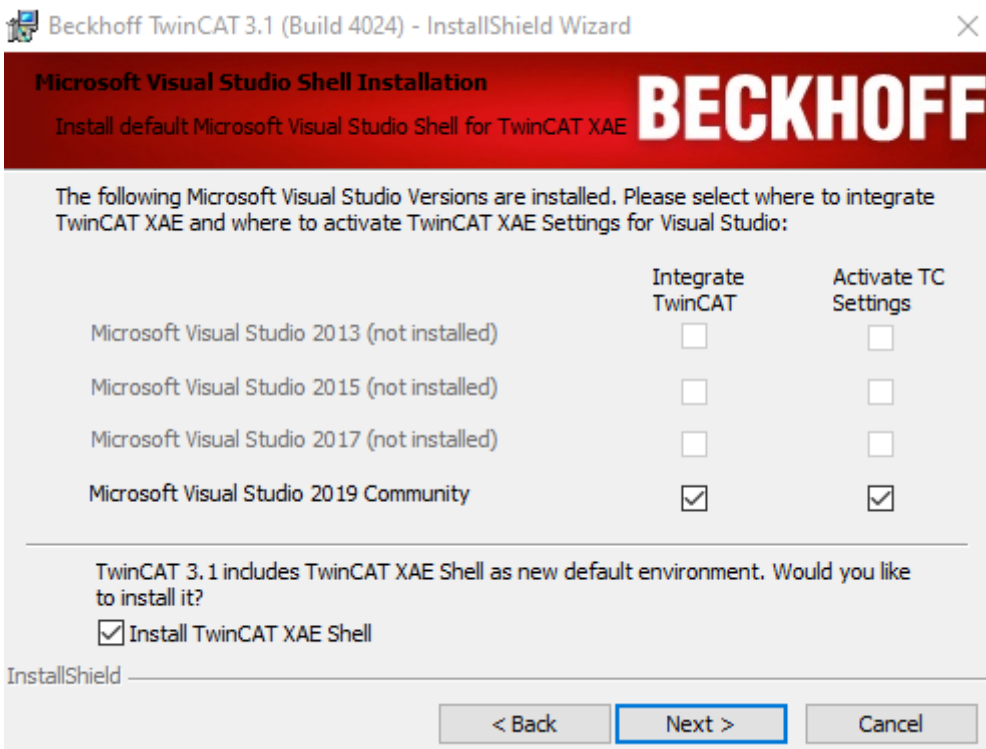 Beckhoff TwinCAT 3.1 (Build 4024) - InstallShield Wizard
Microsoft Visual Studio Shell Installation
Install default Microsoft Visual Studio Shell for TwinCAT XAE
BECKHOFF
The following Microsoft Visual Studio Versions are installed. Please select where to integrate
TwinCAT XAE and where to activate TwinCAT XAE Settings for Visual Studio:
Integrate
TwinCAT
Activate TC
Settings
Microsoft Visual Studio 2013 (not installed)
Microsoft Visual Studio 2015 (not installed)
Microsoft Visual Studio 2017 (not installed)
Microsoft Visual Studio 2019 Community
TwinCAT 3.1 includes TwinCAT XAE Shell as new default environment. Would you like
to install it?
Install TwinCAT XAE Shell
InstallShield
< Back
Next >
Cancel